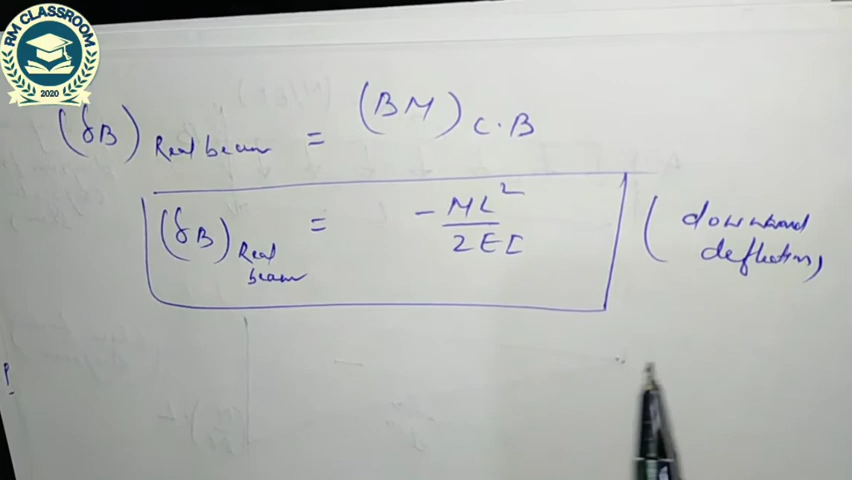 RM CLASSROOM
2020
(δB) Real beam = (BM) C.B
(δB) Real beam = -ML²/2EI (downward deflection)